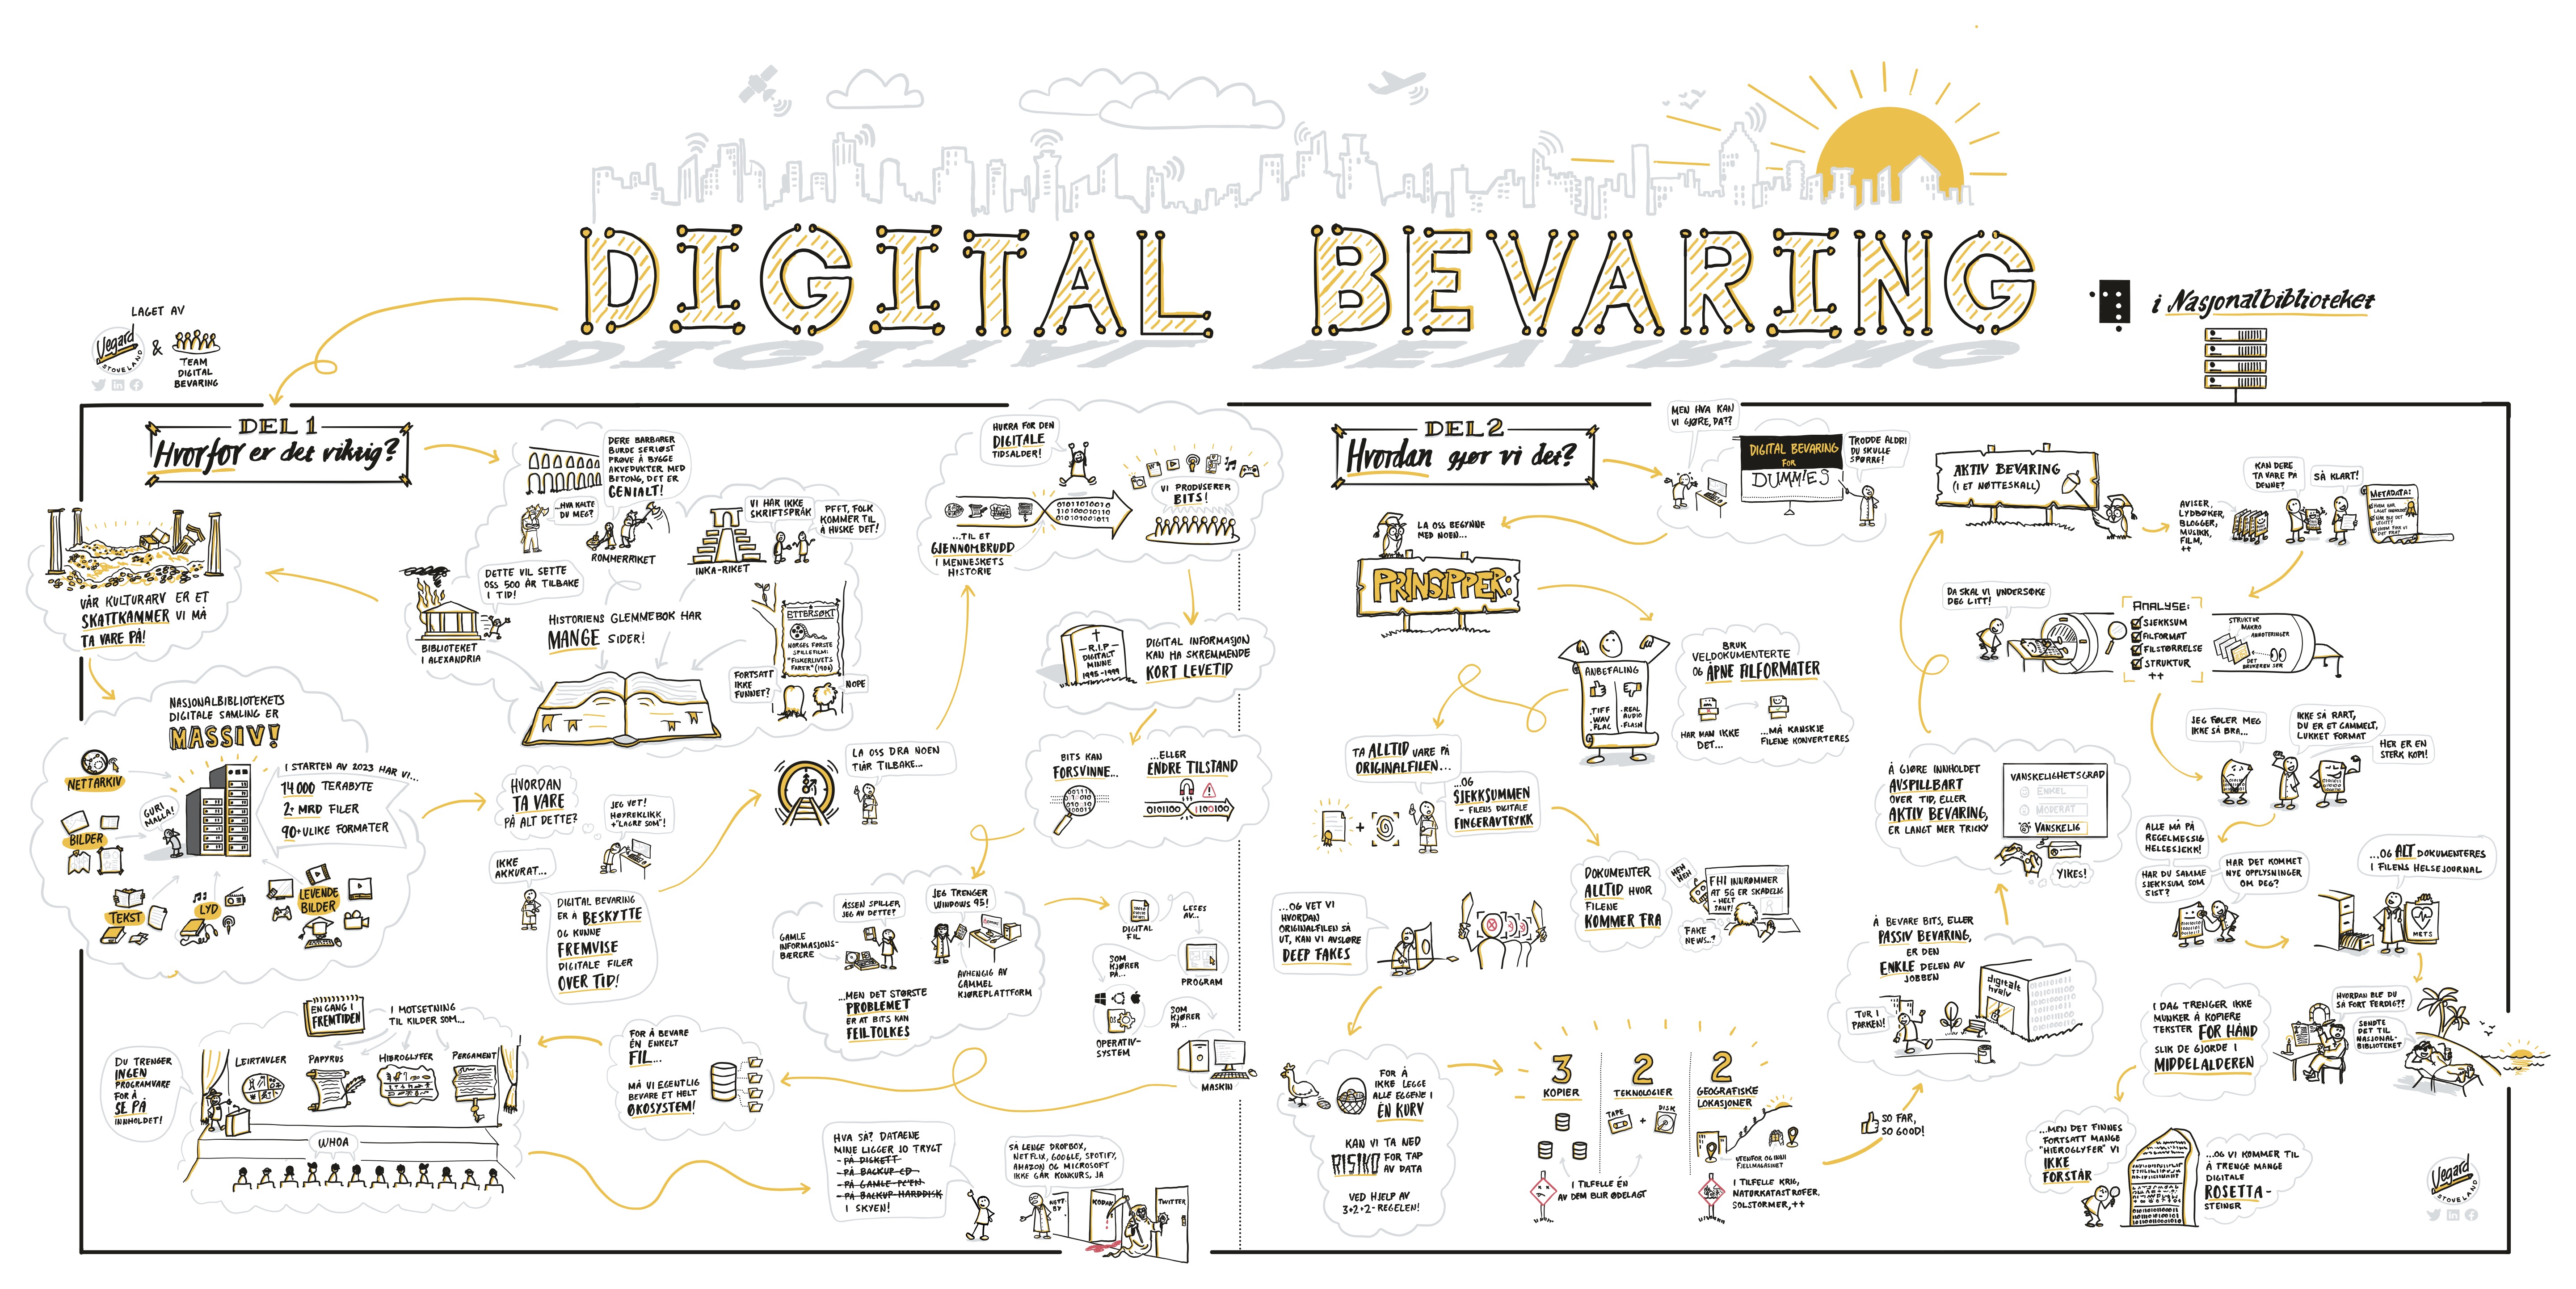 DIGITAL BEVARING
i Nasjonalbiblioteket
LAGET AV
Vegard
STOVELAND
&
TEAM
DIGITAL
BEVARING
DEL 1
Hvorfor er det viktig?
DERE BARBARER
BURDE SERIØST
PRØVE Å BYGGE
AKVEDUKTER MED
BETONG, DET ER
GENIALT!
...HVA KALTE
DU MEG?
ROMERRIKET
VI HAR IKKE
SKRIFTSPRÅK
PFFT, FOLK
KOMMER TIL
Å HUSKE DET!
INKA-RIKET
DETTE VIL SETTE
OSS 500 ÅR TILBAKE
I TID!
BIBLIOTEKET
I ALEXANDRIA
HISTORIENS GLEMMEBOK HAR
MANGE SIDER!
ETTERSØKT
NORGES FØRSTE
SPILLEFILM:
"FISKERLIVETS
FARER" (1908)
FORTSATT
IKKE
FUNNET?
NOPE
VÅR KULTURARV ER ET
SKATTKAMMER VI MÅ
TA VARE PÅ!
NASJONALBIBLIOTEKETS
DIGITALE SAMLING ER
MASSIV!
NETTARKIV
BILDER
TEKST
LYD
LEVENDE
BILDER
GURI
MALLA!
I STARTEN AV 2023 HAR VI...
14 000 TERABYTE
2+ MRD FILER
90+ ULIKE FORMATER
HVORDAN
TA VARE
PÅ ALT DETTE?
JEG VET!
HØYREKLIKK
+"LAGRE SOM"!
IKKE
AKKURAT...
DIGITAL BEVARING
ER Å BESKYTTE
OG KUNNE
FREMVISE
DIGITALE FILER
OVER TID!
LA OSS DRA NOEN
TIÅR TILBAKE...
HURRA FOR DEN
DIGITALE
TIDSALDER!
010110010010
110100010110
010101001011
...TIL ET
GJENNOMBRUDD
I MENNESKETS
HISTORIE
VI PRODUSERER
BITS!
R.I.P
DIGITALT
MINNE
1995-1999
DIGITAL INFORMASJON
KAN HA SKREMMENDE
KORT LEVETID
BITS KAN
FORSVINNE...
...ELLER
ENDRE TILSTAND
010100
1100100
ÅSSEN SPILLER
JEG AV DETTE?
JEG TRENGER
WINDOWS 95!
GAMLE
INFORMASJONS-
BÆRERE
AVHENGIG AV
GAMMEL
KJØREPLATTFORM
...MEN DET STØRSTE
PROBLEMET
ER AT BITS KAN
FEILTOLKES
DIGITAL
FIL
LESES
AV...
PROGRAM
SOM
KJØRER
PÅ...
OS
OPERATIV-
SYSTEM
SOM
KJØRER
PÅ..
MASKIN
FOR Å BEVARE
ÉN ENKELT
FIL...
MÅ VI EGENTLIG
BEVARE ET HELT
ØKOSYSTEM!
EN GANG I
FREMTIDEN
I MOTSETNING
TIL KILDER SOM...
DU TRENGER
INGEN
PROGRAMVARE
FOR Å
SE PÅ
INNHOLDET!
LEIRTAVLER
PAPYRUS
HIEROGLYFER
PERGAMENT
WHOA
HVA SÅ? DATAENE
MINE LIGGER JO TRYGT
- PÅ DISKETT
- PÅ BACKUP-CD
- PÅ GAMLE-PC'EN
- PÅ BACKUP-HARDDISK
I SKYEN!
SÅ LENGE DROPBOX,
NETFLIX, GOOGLE, SPOTIFY,
AMAZON OG MICROSOFT
IKKE GÅR KONKURS, JA
NETT
BY
KODAK
TWITTER
DEL 2
Hvordan gjør vi det?
MEN HVA KAN
VI GJØRE, DA??
DIGITAL BEVARING
FOR
DUMMIES
TRODDE ALDRI
DU SKULLE
SPØRRE!
LA OSS BEGYNNE
MED NOEN...
PRINSIPPER:
ANBEFALING
.TIFF
.WAV
.FLAC
.REAL
AUDIO
.FLASH
BRUK
VELDOKUMENTERTE
OG ÅPNE FILFORMATER
HAR MAN IKKE
DET...
...MÅ KANSKJE
FILENE KONVERTERES
TA ALLTID VARE PÅ
ORIGINALFILEN...
...OG
SJEKKSUMMEN
- FILENS DIGITALE
FINGERAVTRYKK
DOKUMENTER
ALLTID HVOR
FILENE
KOMMER FRA
HEH
HEH
FHI INNRØMMER
AT 5G ER SKADELIG
- HELT
SANT!
FAKE
NEWS..?
...OG VET VI
HVORDAN
ORIGINALFILEN SÅ
UT, KAN VI AVSLØRE
DEEP FAKES
FOR Å
IKKE LEGGE
ALLE EGGENE I
ÉN KURV
KAN VI TA NED
RISIKO FOR TAP
AV DATA
VED HJELP AV
3+2+2-REGELEN!
3
KOPIER
2
TEKNOLOGIER
TAPE
+
DISK
2
GEOGRAFISKE
LOKASJONER
UTENFOR OG INNI
FJELLMAGASINET
I TILFELLE ÉN
AV DEM BLIR ØDELAGT
I TILFELLE KRIG,
NATURKATASTROFER,
SOLSTORMER, ++
SO FAR,
SO GOOD!
Å BEVARE BITS, ELLER
PASSIV BEVARING,
ER DEN
ENKLE DELEN AV
JOBBEN
TUR I
PARKEN!
digitalt
hvelv
Å GJØRE INNHOLDET
AVSPILLBART
OVER TID, ELLER
AKTIV BEVARING,
ER LANGT MER TRICKY
VANSKELIGHETSGRAD
ENKEL
MODERAT
VANSKELIG
YIKES!
AKTIV BEVARING
(I ET NØTTESKALL)
AVISER,
LYDBØKER,
BLOGGER,
MUSIKK,
FILM,
++
KAN DERE
TA VARE PÅ
DENNE?
SÅ KLART!
METADATA:
DA SKAL VI UNDERSØKE
DEG LITT!
ANALYSE:
SJEKKSUM
FILFORMAT
FILSTØRRELSE
STRUKTUR
++
STRUKTUR
MAKRO
ANNOTERINGER
DET
BRUKEREN SER
JEG FØLER MEG
IKKE SÅ BRA...
IKKE SÅ RART,
DU ER ET GAMMELT,
LUKKET FORMAT
HER ER EN
STERK KOPI!
ALLE MÅ PÅ
REGELMESSIG
HELSESJEKK!
HAR DU SAMME
SJEKKSUM SOM
SIST?
HAR DET KOMMET
NYE OPPLYSNINGER
OM DEG?
...OG ALT DOKUMENTERES
I FILENS HELSEJOURNAL
METS
I DAG TRENGER IKKE
MUNKER Å KOPIERE
TEKSTER FOR HÅND
SLIK DE GJORDE I
MIDDELALDEREN
HVORDAN BLE DU
SÅ FORT FERDIG??
SENDTE
DET TIL
NASJONAL-
BIBLIOTEKET
...MEN DET FINNES
FORTSATT MANGE
"HIEROGLYFER" VI
IKKE
FORSTÅR
...OG VI KOMMER TIL
Å TRENGE MANGE
DIGITALE
ROSETTA-
STEINER
Vegard
STOVELAND